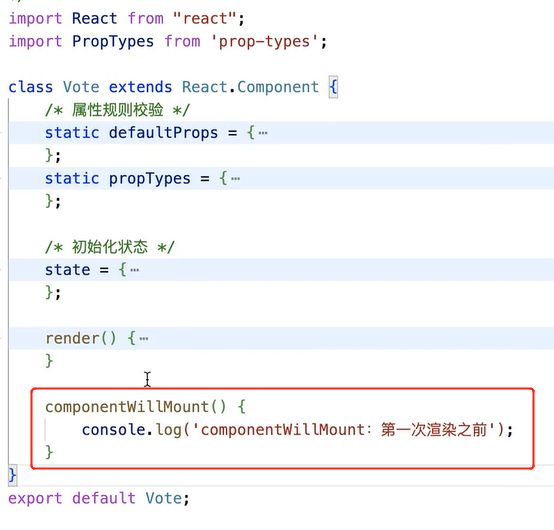 import React from "react";
import PropTypes from 'prop-types';
class Vote extends React.Component {
/* 属性规则校验 */
static defaultProps = {⋯
};
static propTypes = {⋯
};
/* 初始化状态 */
state = {⋯
};
render() {⋯
}
componentWillMount() {
console.log('componentWillMount: 第一次渲染之前');
}
}
export default Vote;